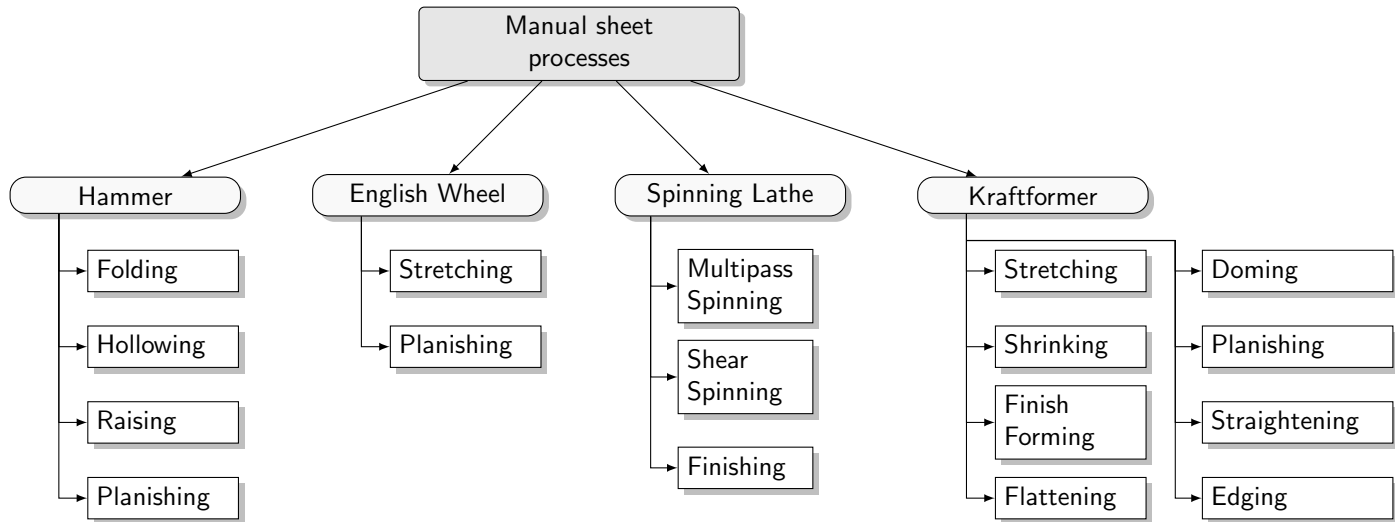 Manual sheet
processes
Hammer
English Wheel
Spinning Lathe
Kraftformer
Folding
Hollowing
Raising
Planishing
Stretching
Planishing
Multipass
Spinning
Shear
Spinning
Finishing
Stretching
Shrinking
Finish
Forming
Flattening
Doming
Planishing
Straightening
Edging